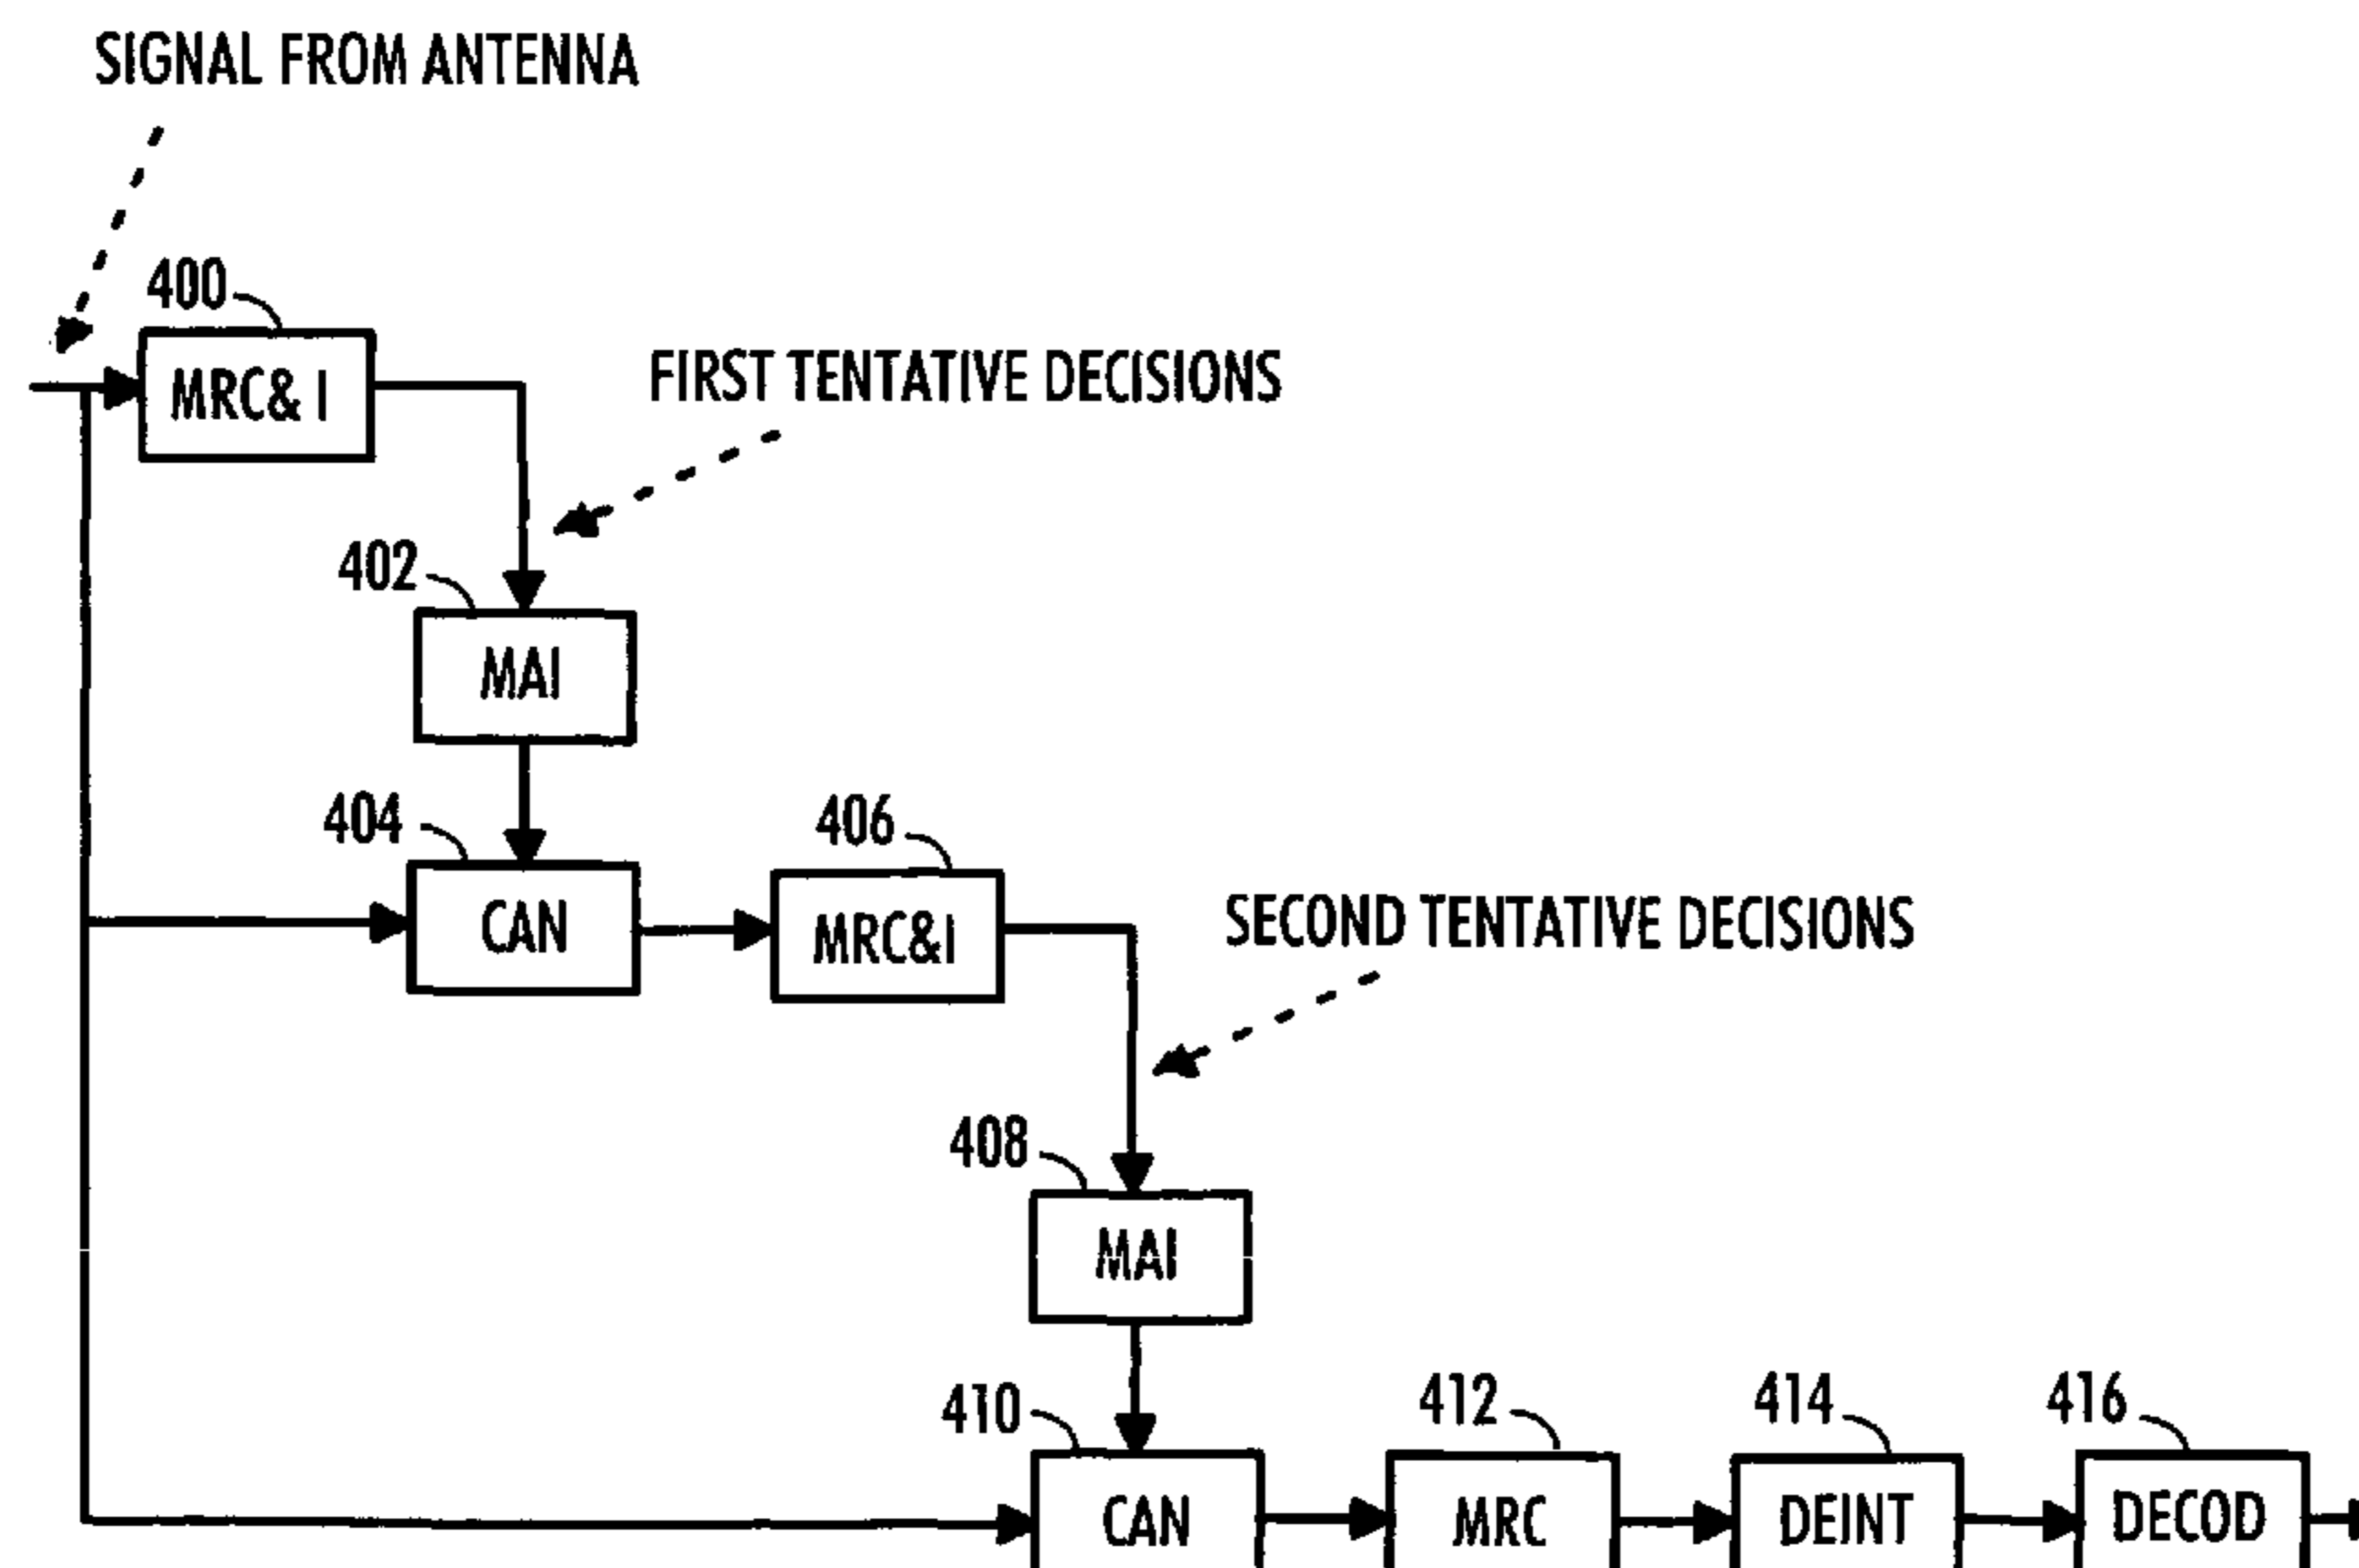 SIGNAL FROM ANTENNA
400
MRC& I
FIRST TENTATIVE DECISIONS
402
MAI
404
406
CAN
MRC&I
SECOND TENTATIVE DECISIONS
408
MAI
410
412
414
416
CAN
MRC
DEINT
DECOD